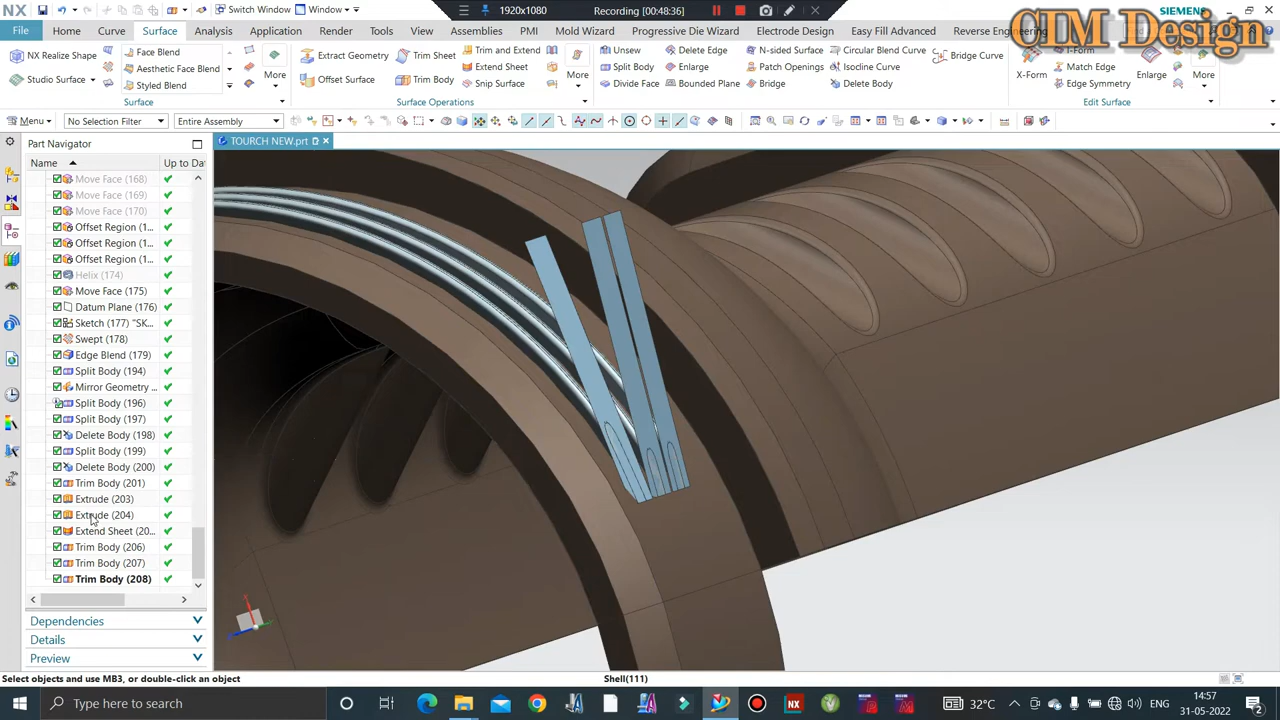 NX Switch Window Window 1920x1080 Recording [00:48:36] SIEMENS
CIM Design
File Home Curve Surface Analysis Application Render Tools View Assemblies PMI Mold Wizard Progressive Die Wizard Electrode Design Easy Fill Advanced Reverse Engineering
NX Realize Shape Face Blend Extract Geometry Trim Sheet Trim and Extend Unsew Delete Edge N-sided Surface Circular Blend Curve Bridge Curve T-Form
Studio Surface Aesthetic Face Blend More Offset Surface Trim Body Extend Sheet More Split Body Enlarge Patch Openings Isocline Curve X-Form Match Edge Enlarge More
Styled Blend Snip Surface Divide Face Bounded Plane Bridge Delete Body Edge Symmetry
Surface Surface Operations Edit Surface
Menu No Selection Filter Entire Assembly
Part Navigator TOURCH NEW.prt
Name Up to Dat
Move Face (168)
Move Face (169)
Move Face (170)
Offset Region (1...
Offset Region (1...
Offset Region (1...
Helix (174)
Move Face (175)
Datum Plane (176)
Sketch (177) "SK...
Swept (178)
Edge Blend (179)
Split Body (194)
Mirror Geometry ...
Split Body (196)
Split Body (197)
Delete Body (198)
Split Body (199)
Delete Body (200)
Trim Body (201)
Extrude (203)
Extrude (204)
Extend Sheet (20...
Trim Body (206)
Trim Body (207)
Trim Body (208)
Dependencies
Details
Preview
Select objects and use MB3, or double-click an object Shell(111)
Type here to search 32°C ENG 14:57
31-05-2022